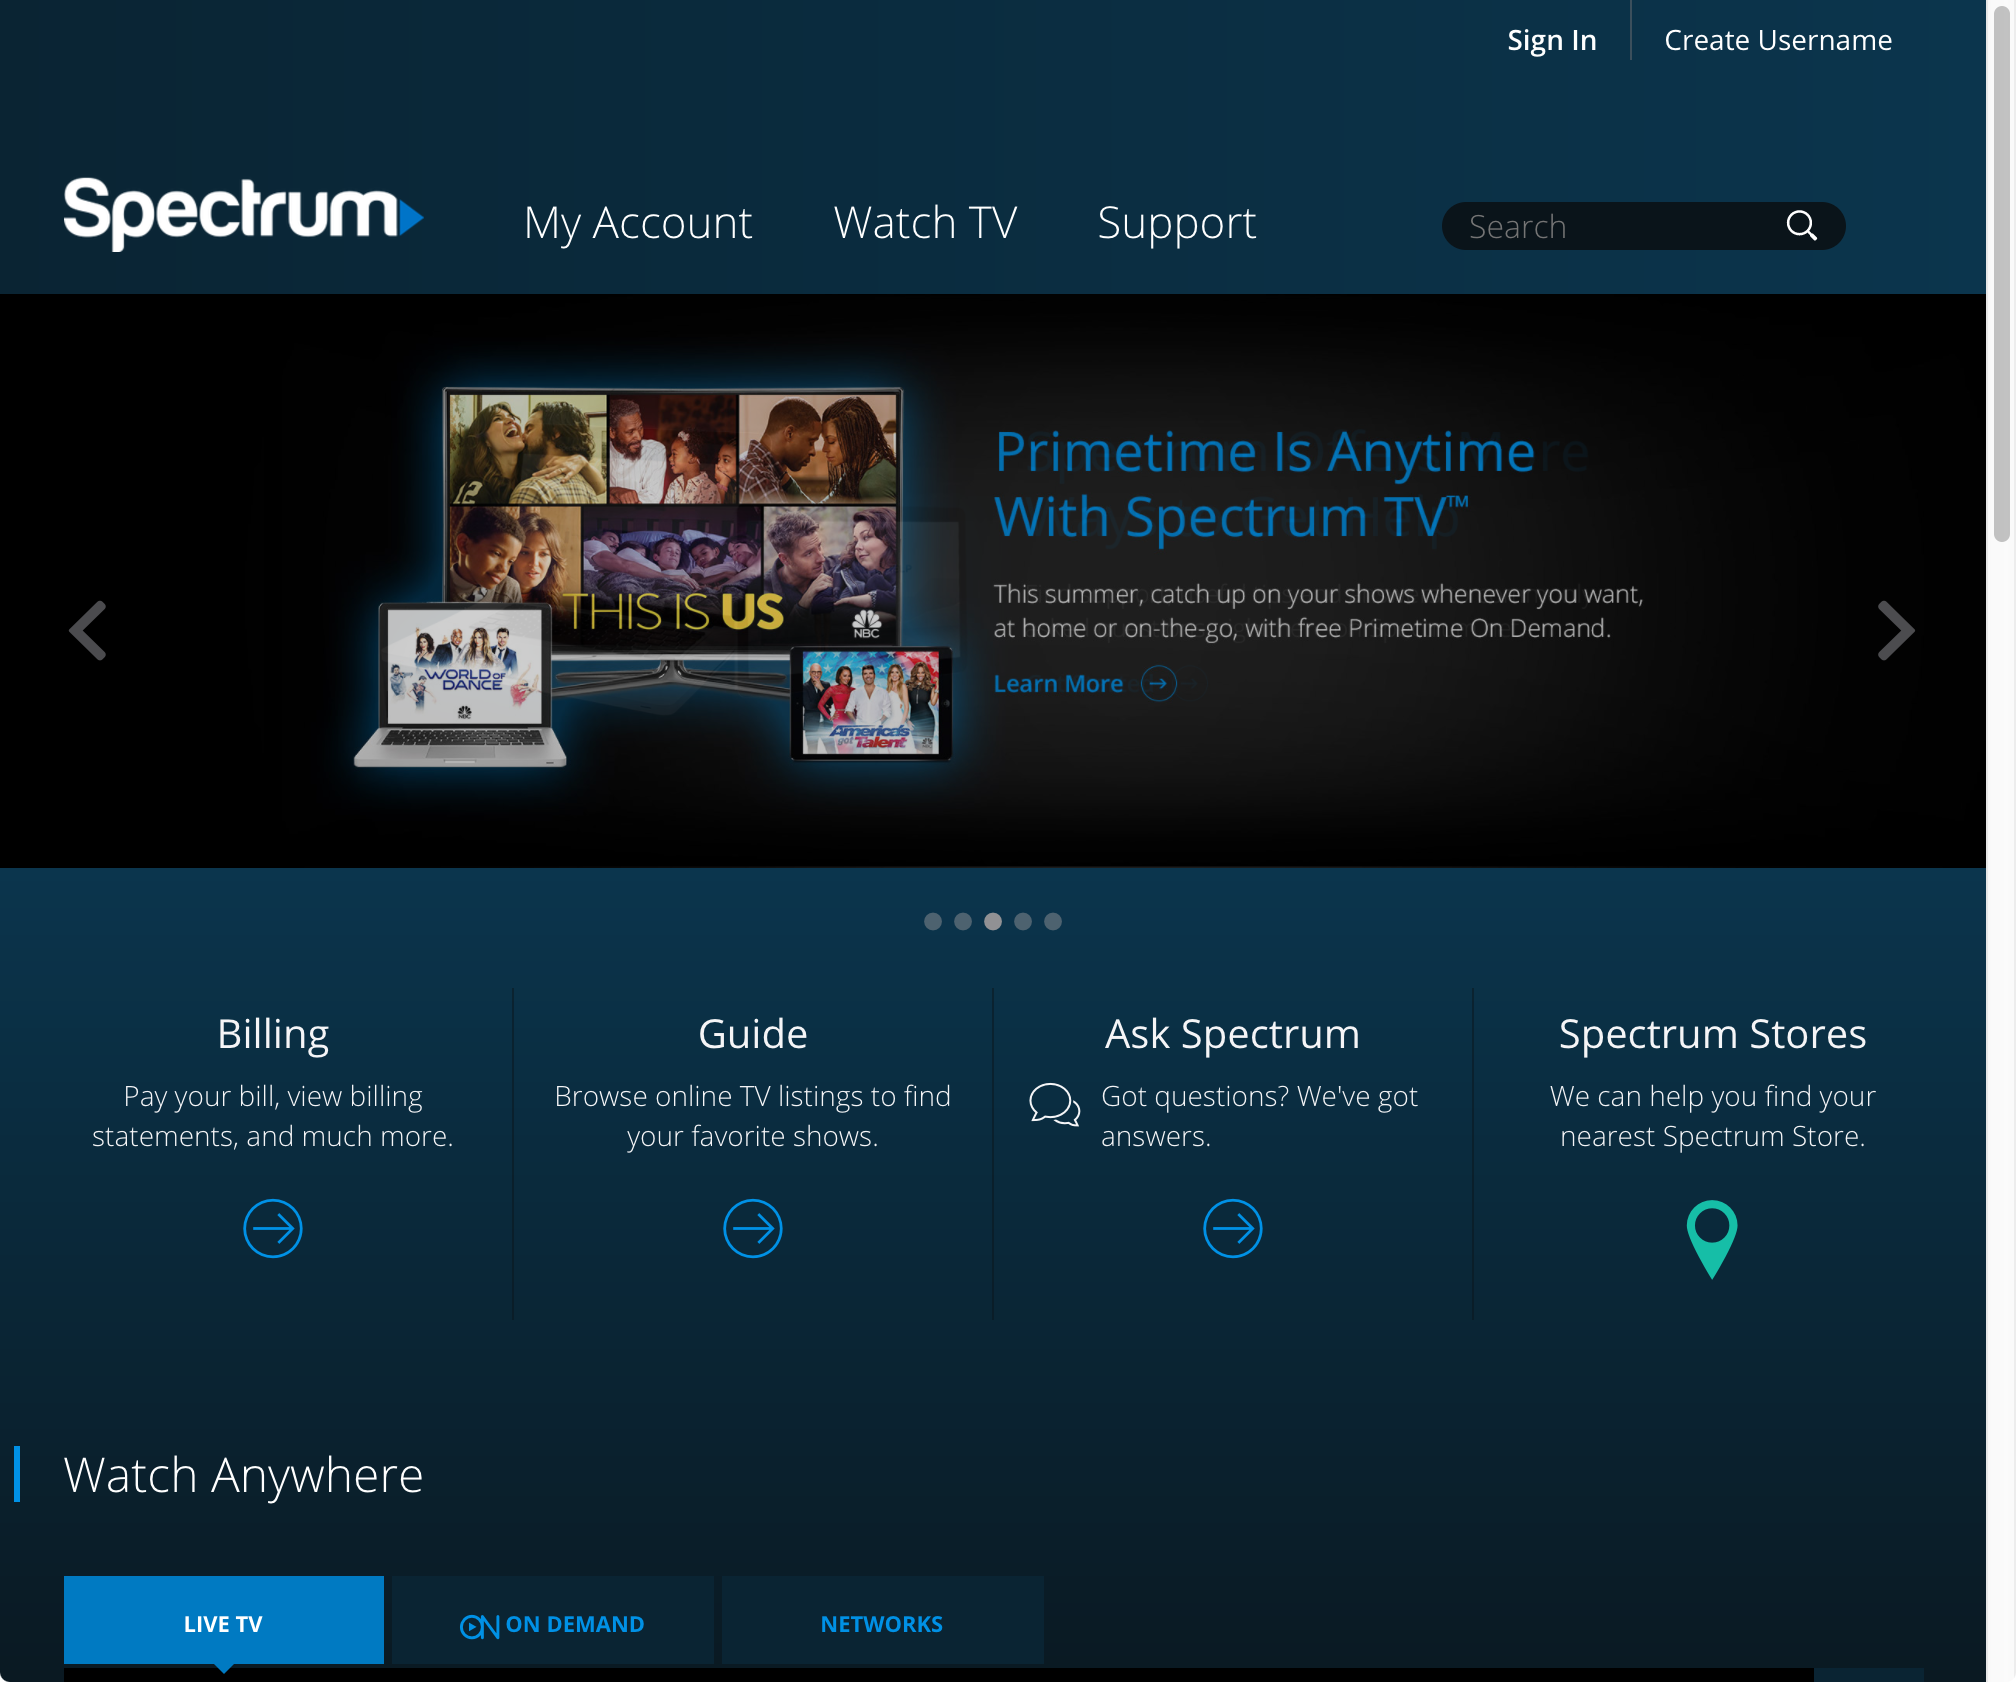 Sign In
Create Username
Spectrum
My Account
Watch TV
Support
Search
Primetime Is Anytime
With Spectrum TV™
This summer, catch up on your shows whenever you want,
at home or on-the-go, with free Primetime On Demand.
Learn More
12
THIS IS US
NBC
WORLD OF
DANCE
NBC
America's
got Talent
Billing
Pay your bill, view billing
statements, and much more.
Guide
Browse online TV listings to find
your favorite shows.
Ask Spectrum
Got questions? We've got
answers.
Spectrum Stores
We can help you find your
nearest Spectrum Store.
Watch Anywhere
LIVE TV
ON ON DEMAND
NETWORKS